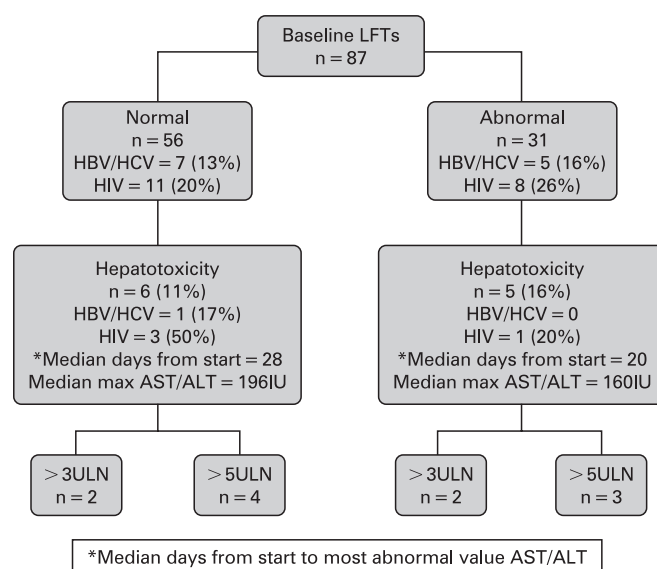 Baseline LFTs
n = 87
Normal
n = 56
HBV/HCV = 7 (13%)
HIV = 11 (20%)
Abnormal
n = 31
HBV/HCV = 5 (16%)
HIV = 8 (26%)
Hepatotoxicity
n = 6 (11%)
HBV/HCV = 1 (17%)
HIV = 3 (50%)
*Median days from start = 28
Median max AST/ALT = 196IU
Hepatotoxicity
n = 5 (16%)
HBV/HCV = 0
HIV = 1 (20%)
*Median days from start = 20
Median max AST/ALT = 160IU
>3ULN
n = 2
>5ULN
n = 4
>3ULN
n = 2
>5ULN
n = 3
*Median days from start to most abnormal value AST/ALT